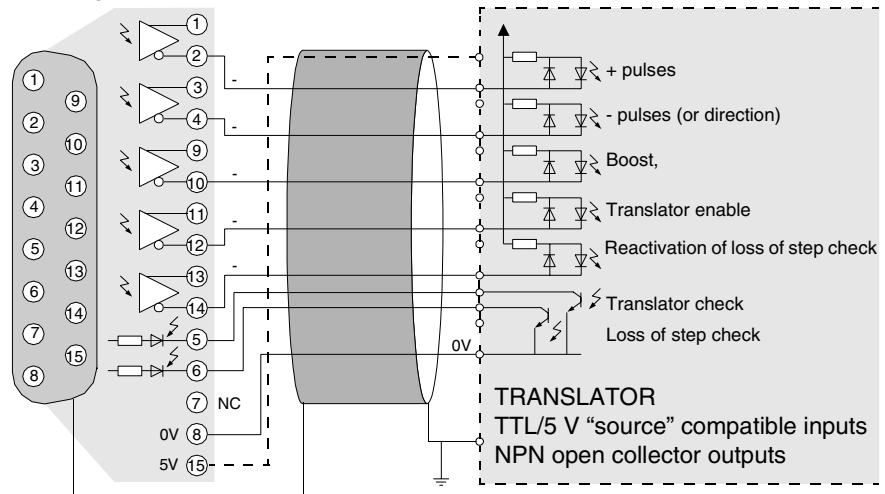 1
2
3
4
5
6
7
8
9
10
11
12
13
14
15
1
2
-
3
4
-
9
10
-
11
12
-
13
14
-
5
6
7 NC
0V 8
5V 15
0V
+ pulses
- pulses (or direction)
Boost,
Translator enable
Reactivation of loss of step check
Translator check
Loss of step check
TRANSLATOR
TTL/5 V “source” compatible inputs
NPN open collector outputs